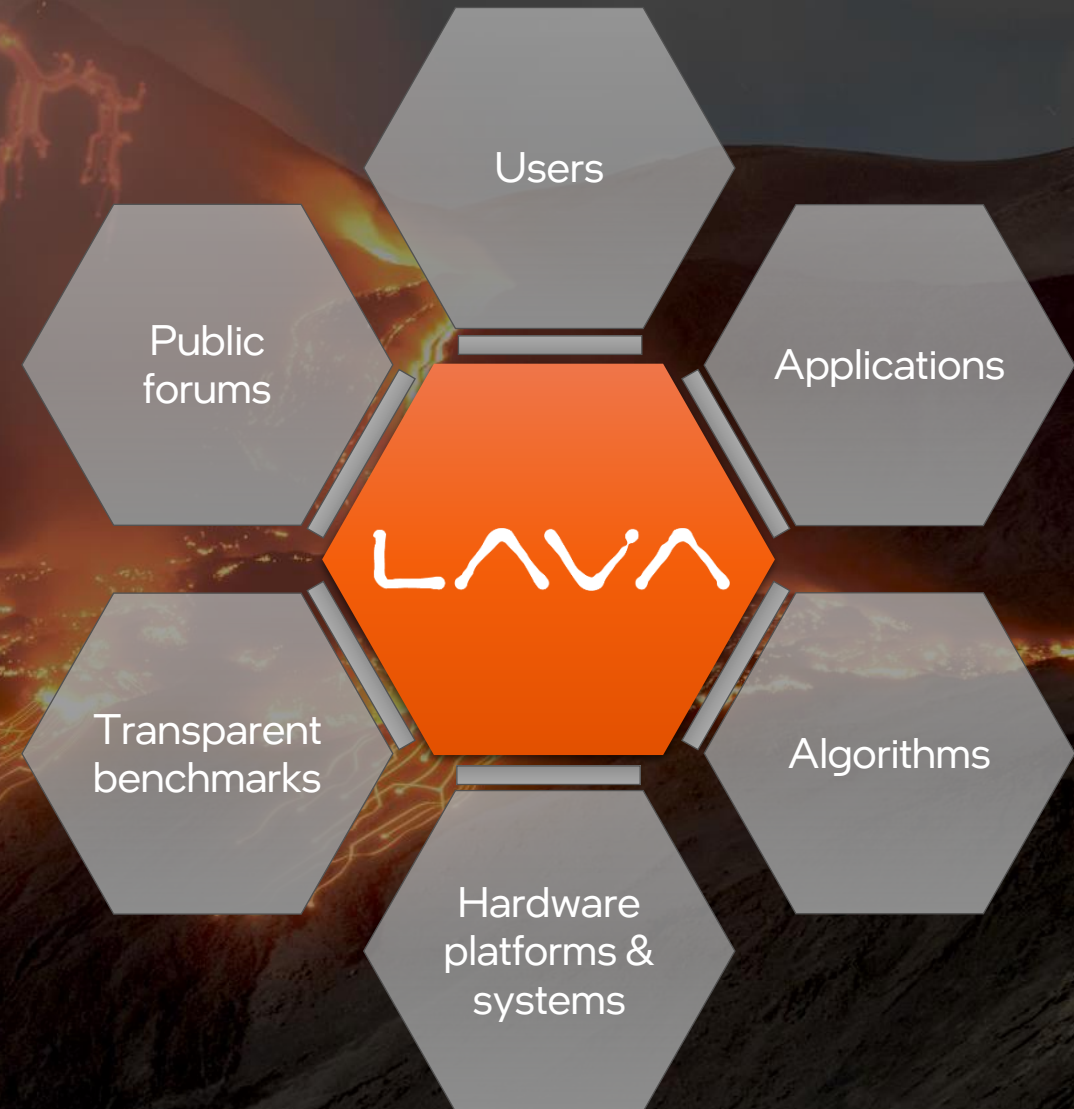 Users
Public
forums
Applications
LAVA
Transparent
benchmarks
Algorithms
Hardware
platforms &
systems